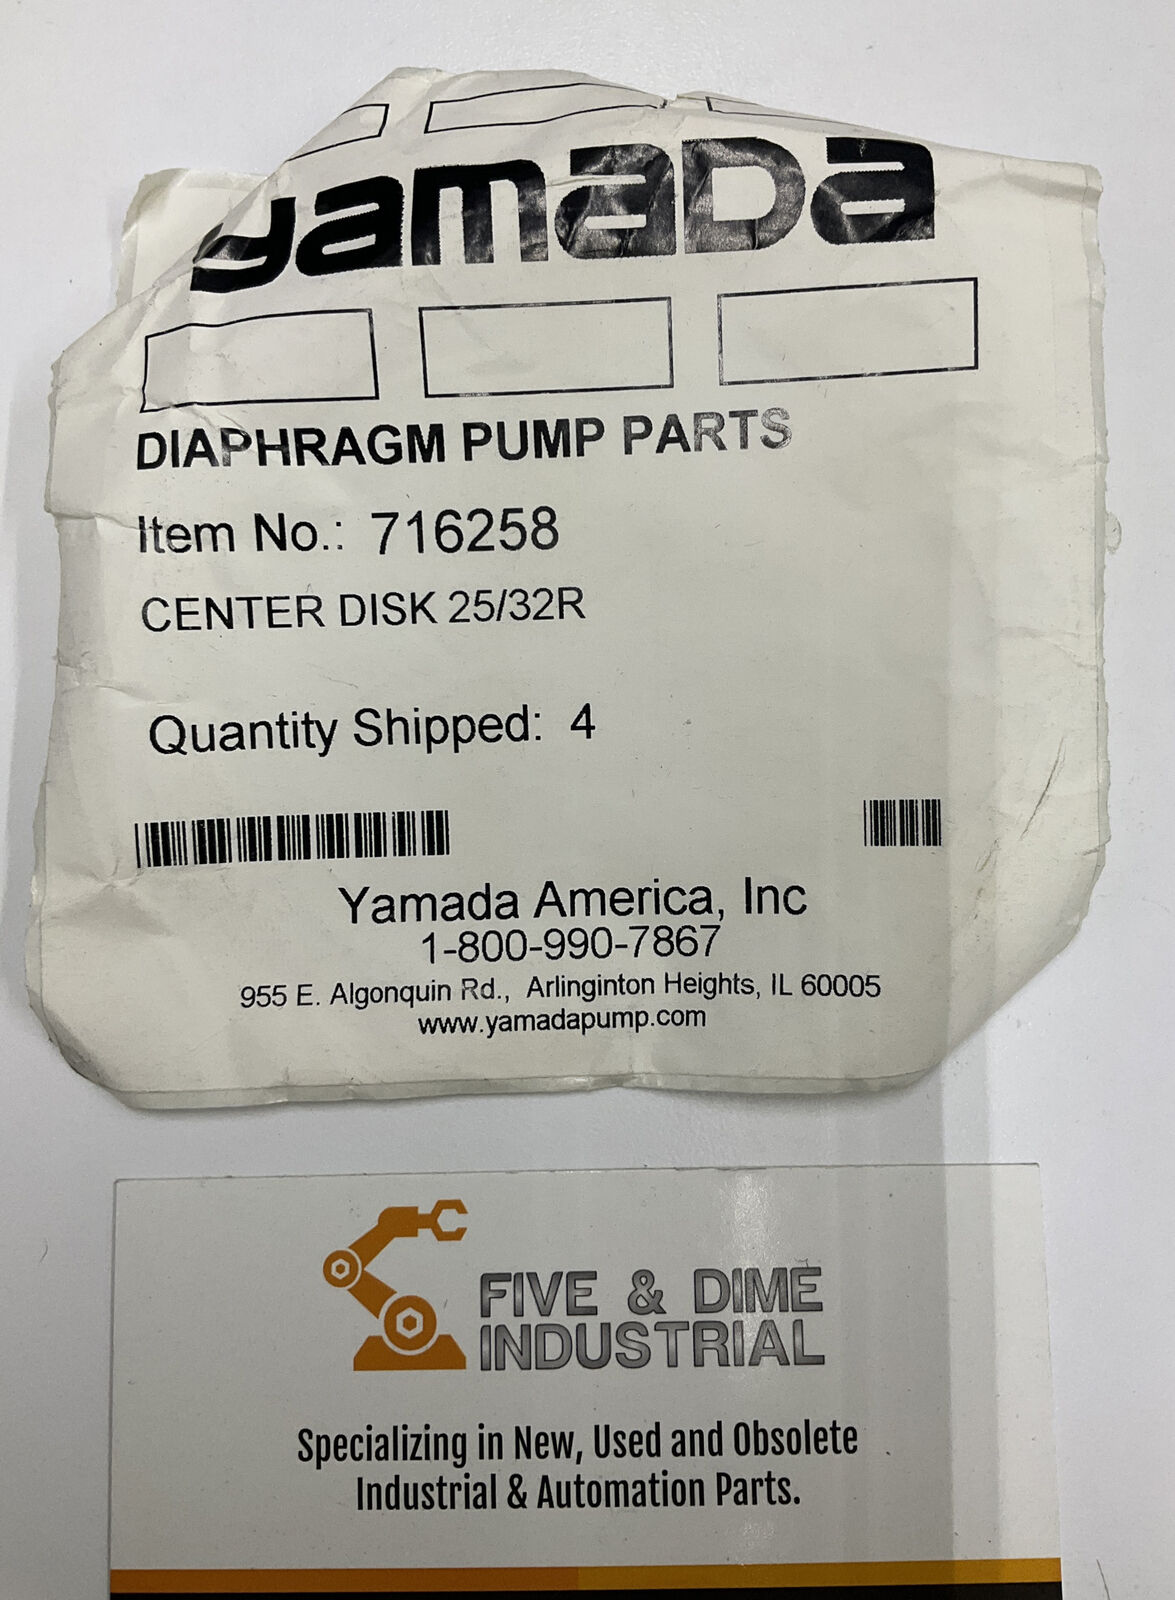 yamada
DIAPHRAGM PUMP PARTS
Item No.: 716258
CENTER DISK 25/32R
Quantity Shipped: 4
Yamada America, Inc
1-800-990-7867
955 E. Algonquin Rd., Arlinginton Heights, IL 60005
www.yamadapump.com
FIVE & DIME
INDUSTRIAL
Specializing in New, Used and Obsolete
Industrial & Automation Parts.